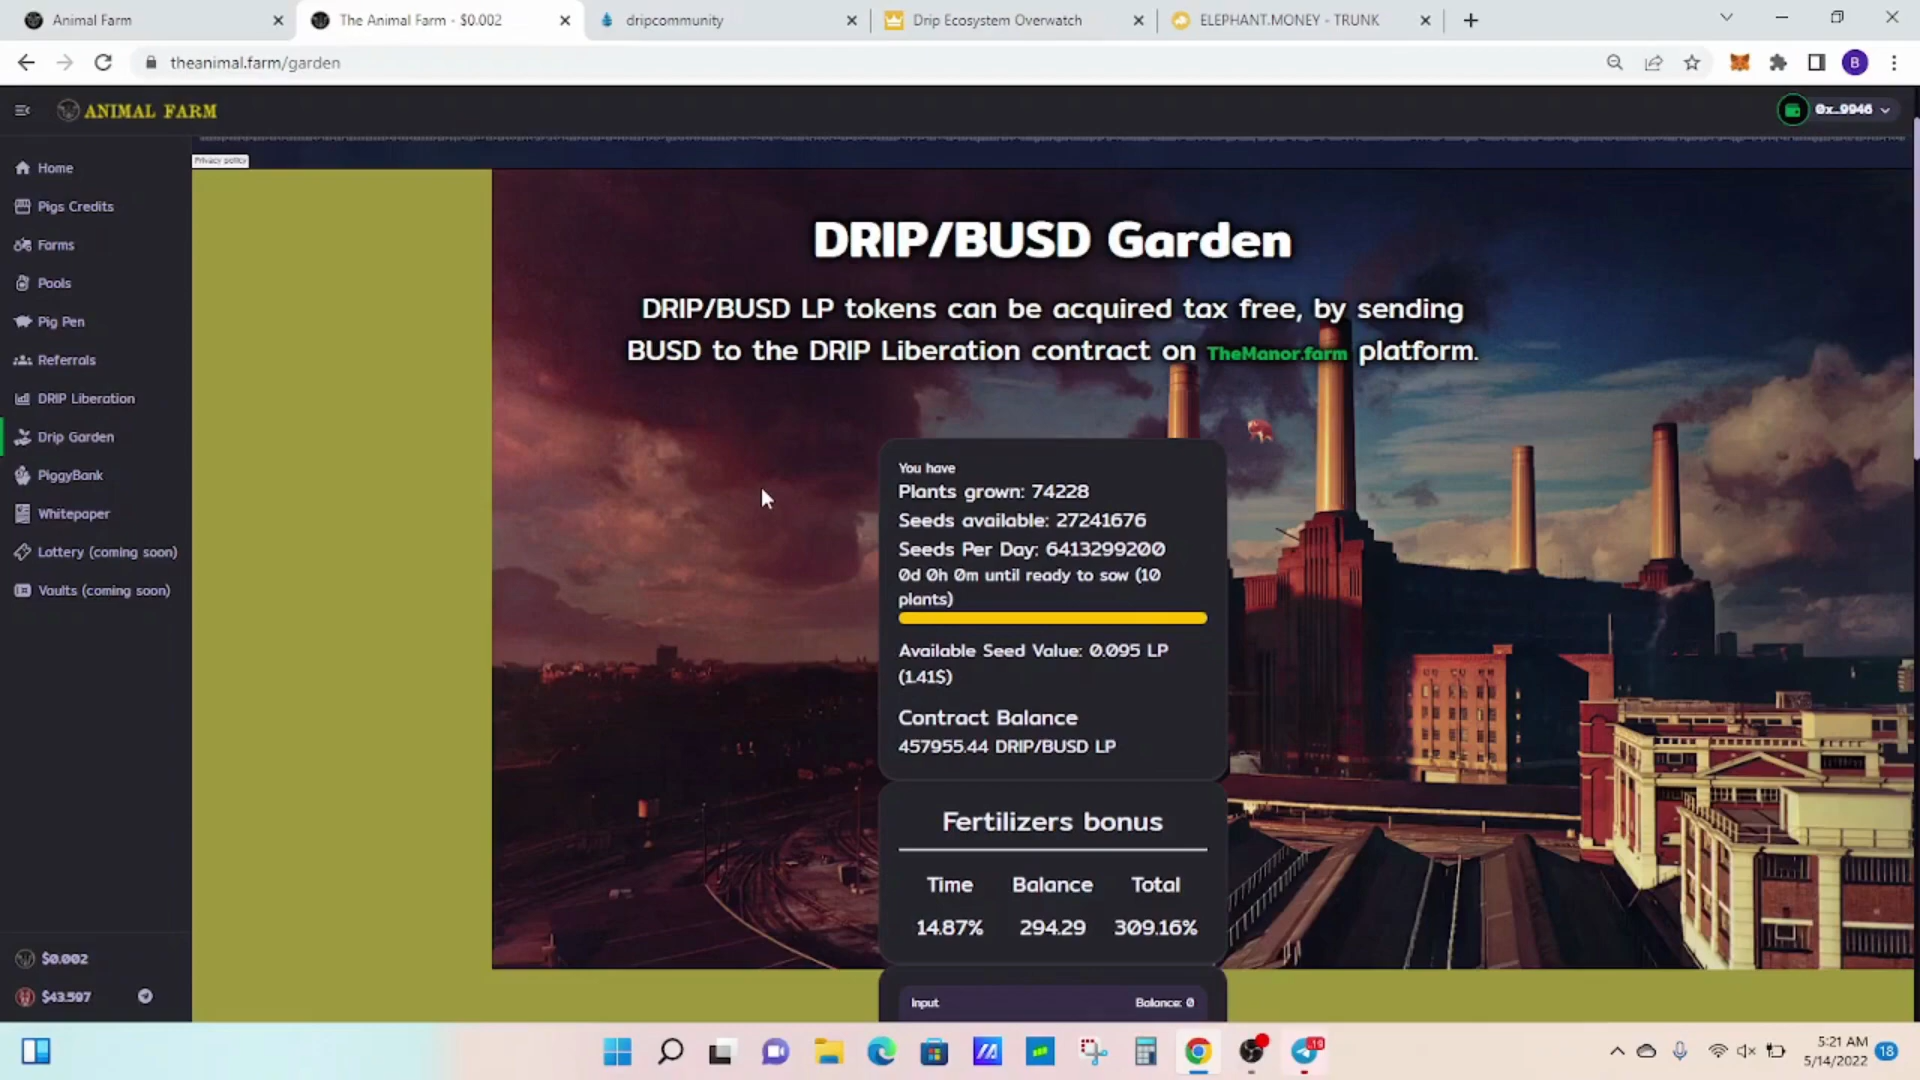 Animal Farm
The Animal Farm - $0.002
dripcommunity
Drip Ecosystem Overwatch
ELEPHANT.MONEY - TRUNK
theanimal.farm/garden
B
ANIMAL FARM
0x..9946
Privacy policy
Home
Pigs Credits
Farms
Pools
Pig Pen
Referrals
DRIP Liberation
Drip Garden
PiggyBank
Whitepaper
Lottery (coming soon)
Vaults (coming soon)
$0.002
$43.597
DRIP/BUSD Garden
DRIP/BUSD LP tokens can be acquired tax free, by sending
BUSD to the DRIP Liberation contract on TheManor.farm platform.
You have
Plants grown: 74228
Seeds available: 27241676
Seeds Per Day: 6413299200
0d 0h 0m until ready to sow (10
plants)
Available Seed Value: 0.095 LP
(1.41$)
Contract Balance
457955.44 DRIP/BUSD LP
Fertilizers bonus
Time Balance Total
14.87% 294.29 309.16%
Input Balance: 0
19
5:21 AM
5/14/2022
18